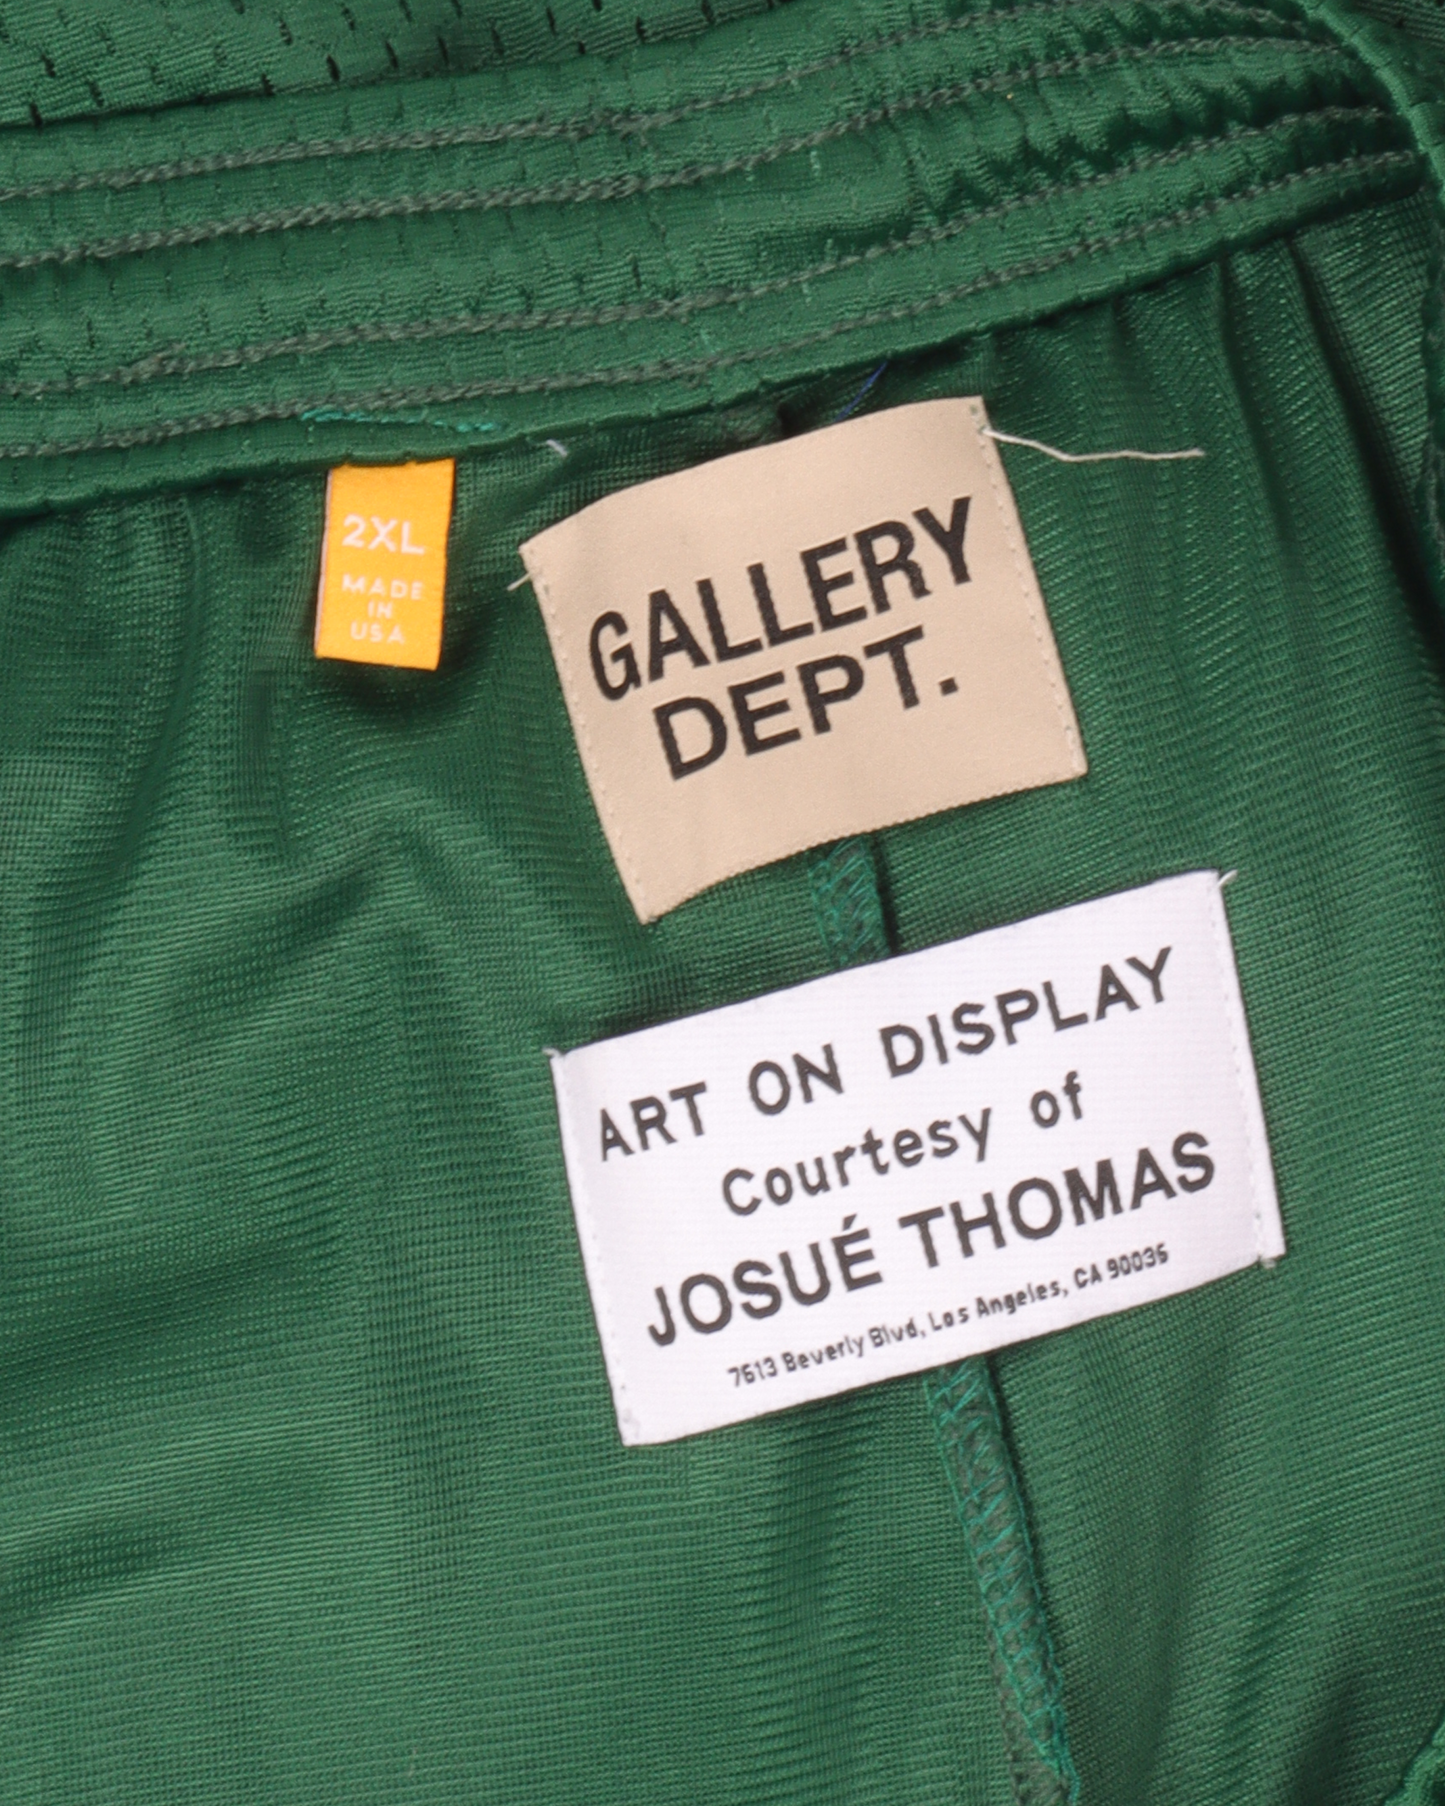 2XL
MADE
IN
USA
GALLERY
DEPT.
ART ON DISPLAY
Courtesy of
JOSUÉ THOMAS
7613 Beverly Blvd, Los Angeles, CA 90036